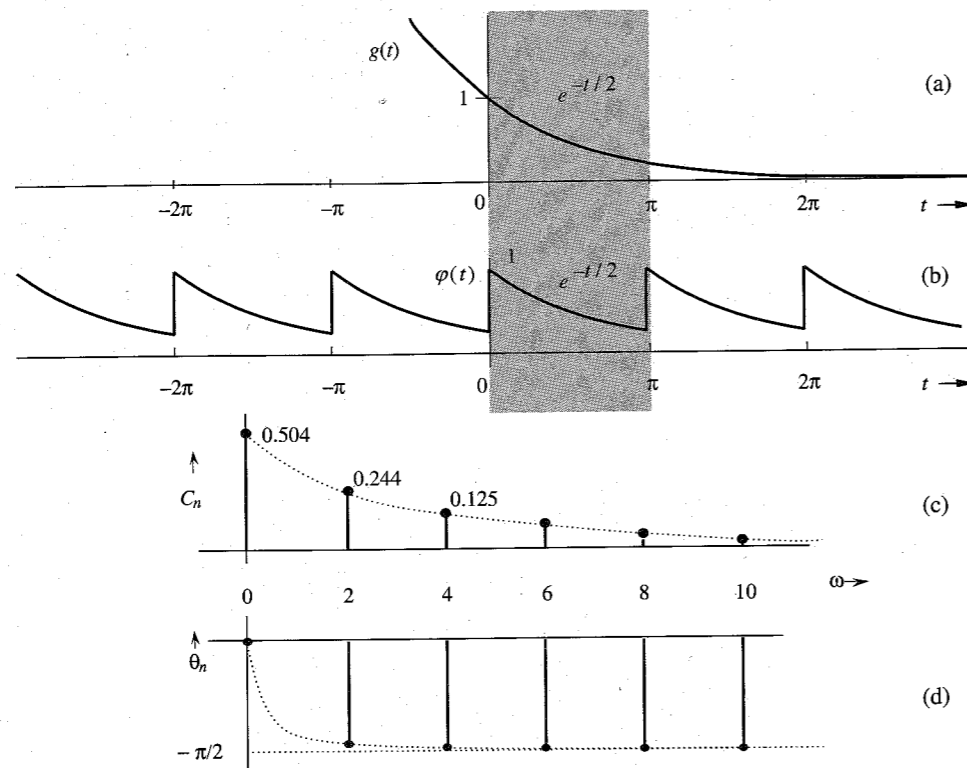 g(t)
1
e^{-t/2}
(a)
−2π −π 0 π 2π t →
φ(t)
1
e^{-t/2}
(b)
−2π −π 0 π 2π t →
0.504
0.244
0.125
C_n
(c)
0 2 4 6 8 10 ω→
θ_n
(d)
−π/2